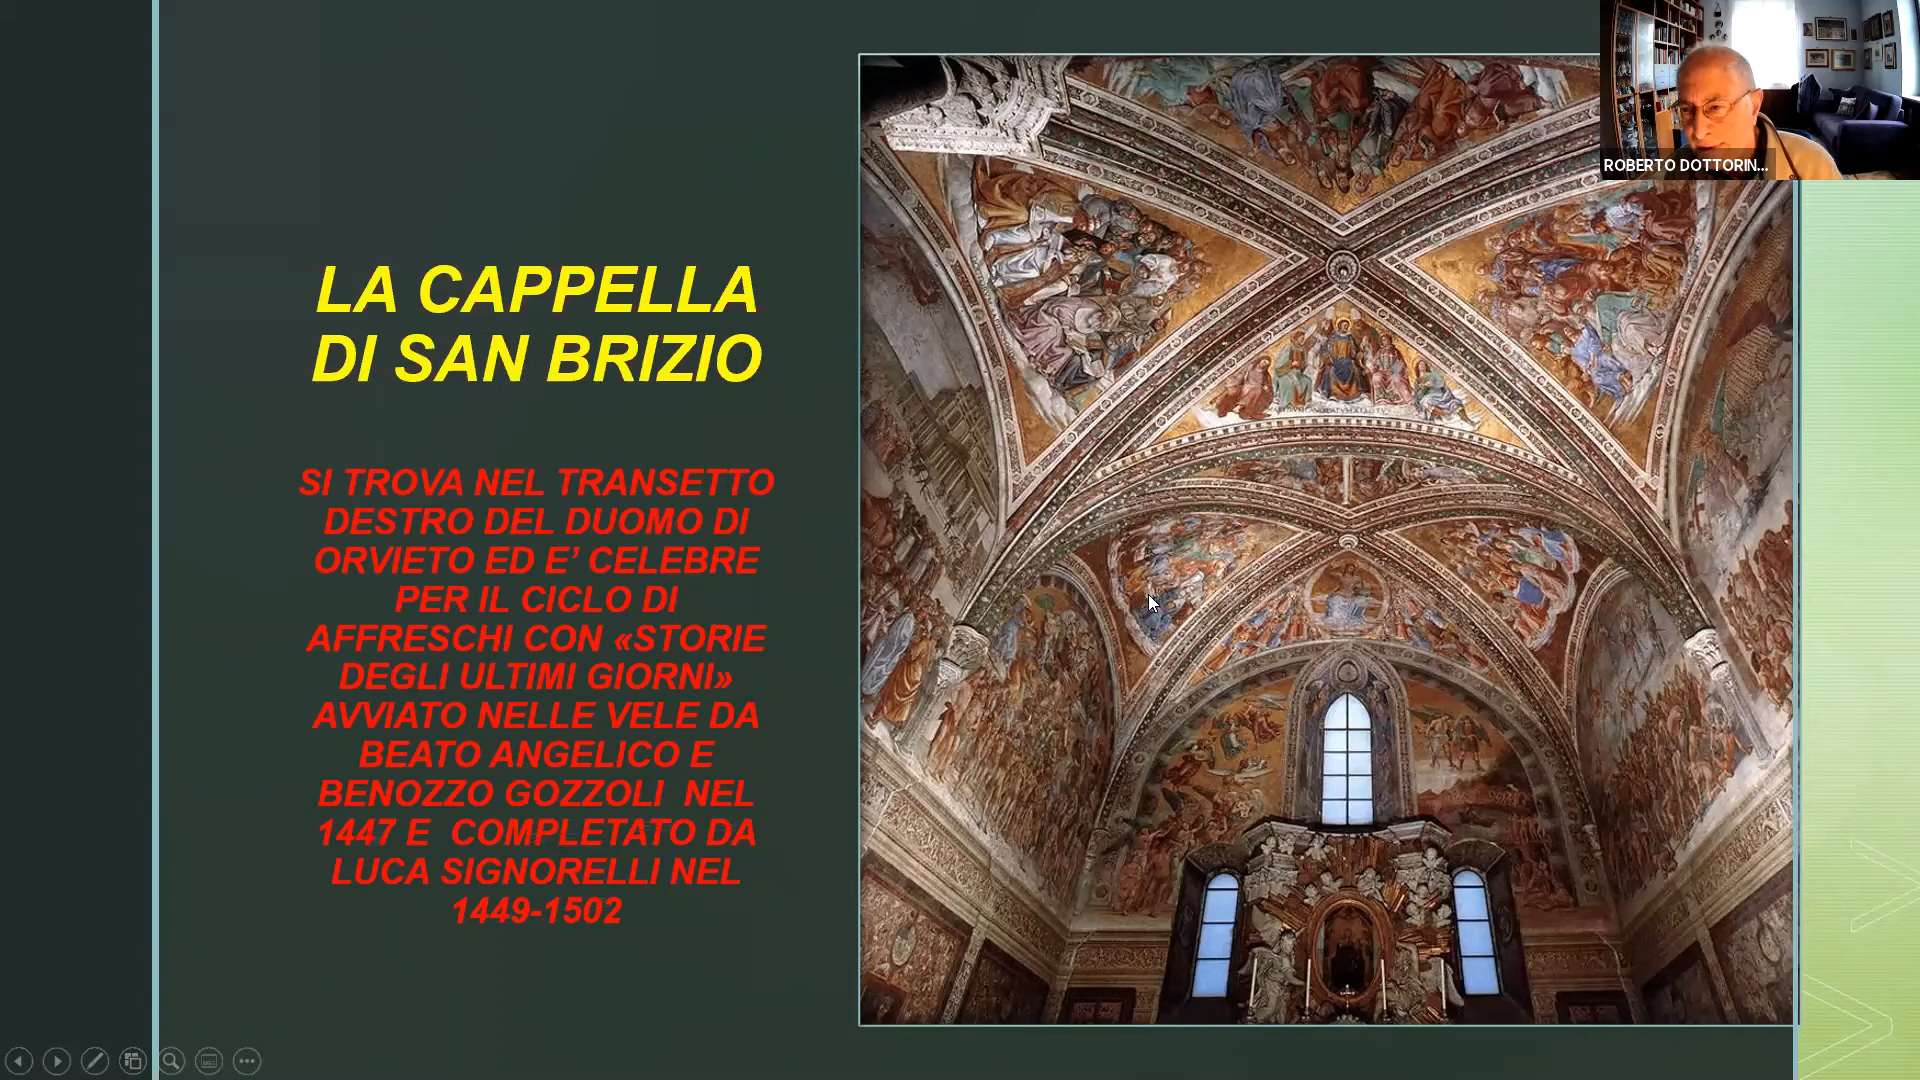 LA CAPPELLA
DI SAN BRIZIO
SI TROVA NEL TRANSETTO
DESTRO DEL DUOMO DI
ORVIETO ED E’ CELEBRE
PER IL CICLO DI
AFFRESCHI CON «STORIE
DEGLI ULTIMI GIORNI»
AVVIATO NELLE VELE DA
BEATO ANGELICO E
BENOZZO GOZZOLI  NEL
1447 E  COMPLETATO DA
LUCA SIGNORELLI NEL
1449-1502
ROBERTO DOTTORIN...